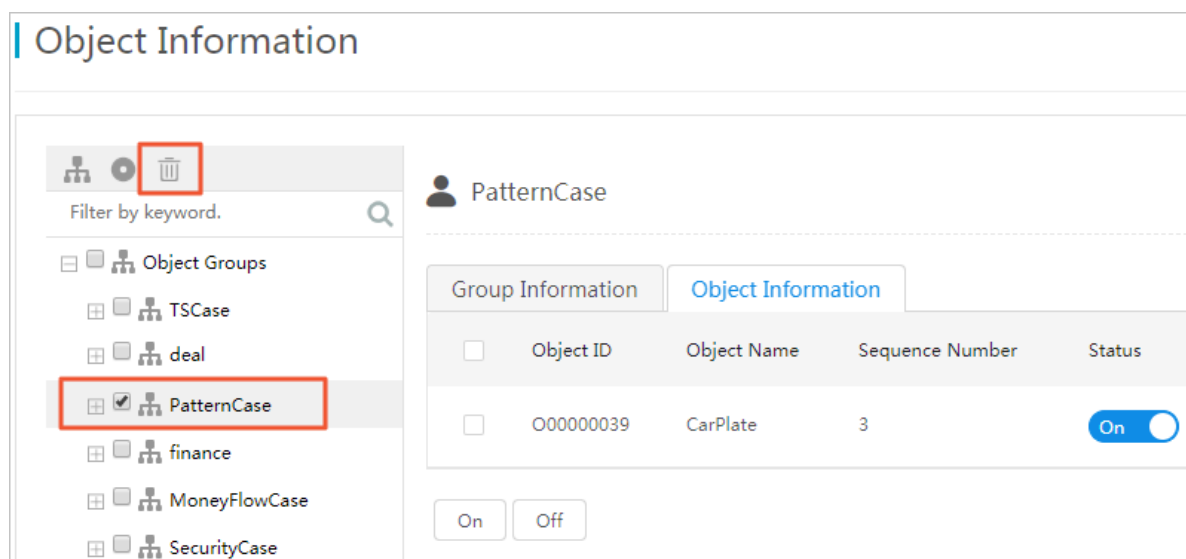 Object Information
Filter by keyword.
Object Groups
TSCase
deal
PatternCase
finance
MoneyFlowCase
SecurityCase
PatternCase
Group Information Object Information
Object ID Object Name Sequence Number Status
O00000039 CarPlate 3 On
On Off